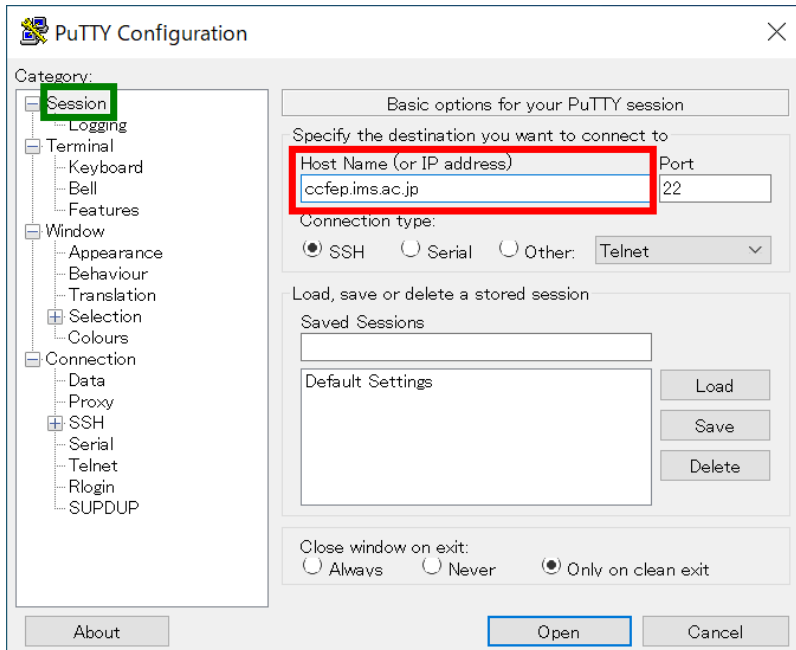 PuTTY Configuration
Category:
Session
Logging
Terminal
Keyboard
Bell
Features
Window
Appearance
Behaviour
Translation
Selection
Colours
Connection
Data
Proxy
SSH
Serial
Telnet
Rlogin
SUPDUP
Basic options for your PuTTY session
Specify the destination you want to connect to
Host Name (or IP address) Port
ccfep.ims.ac.jp 22
Connection type:
SSH Serial Other: Telnet
Load, save or delete a stored session
Saved Sessions
Default Settings
Load
Save
Delete
Close window on exit:
Always Never Only on clean exit
About Open Cancel